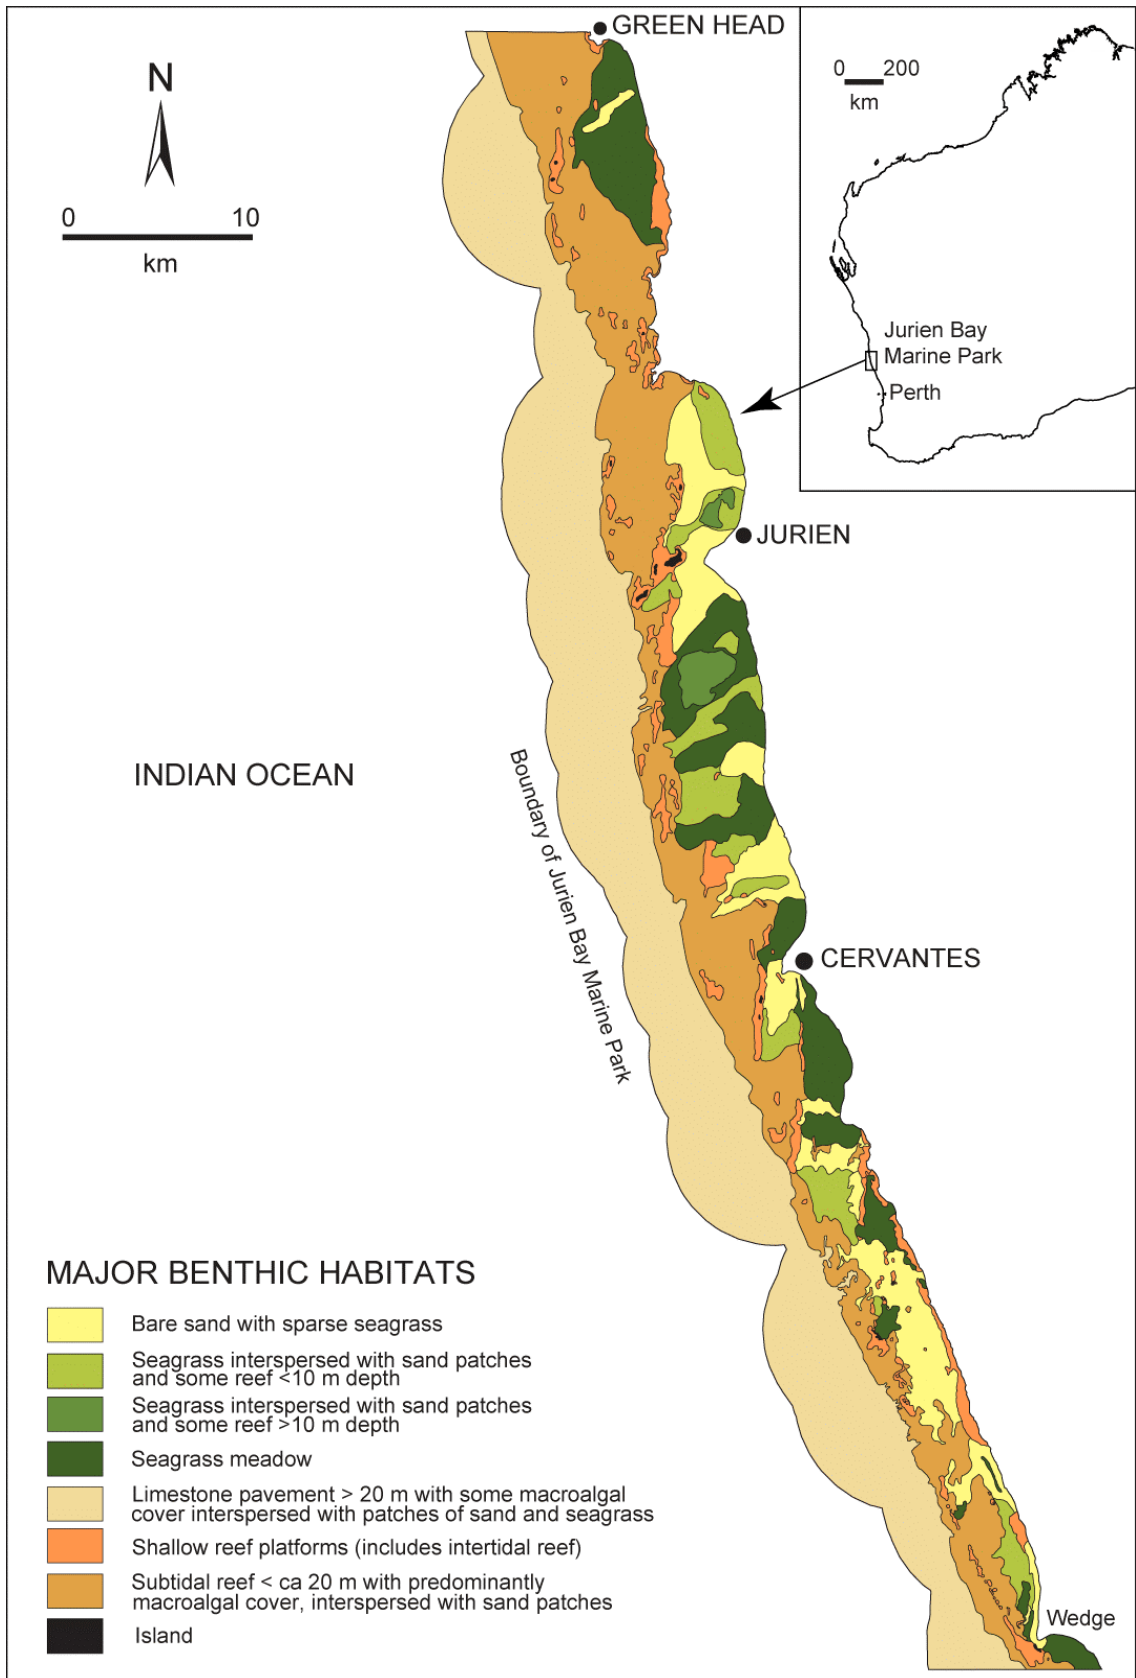 GREEN HEAD
N
0 10
km
0 200
km
Jurien Bay
Marine Park
Perth
JURIEN
INDIAN OCEAN
Boundary of Jurien Bay Marine Park
CERVANTES
MAJOR BENTHIC HABITATS
Bare sand with sparse seagrass
Seagrass interspersed with sand patches
and some reef <10 m depth
Seagrass interspersed with sand patches
and some reef >10 m depth
Seagrass meadow
Limestone pavement > 20 m with some macroalgal
cover interspersed with patches of sand and seagrass
Shallow reef platforms (includes intertidal reef)
Subtidal reef < ca 20 m with predominantly
macroalgal cover, interspersed with sand patches
Island
Wedge